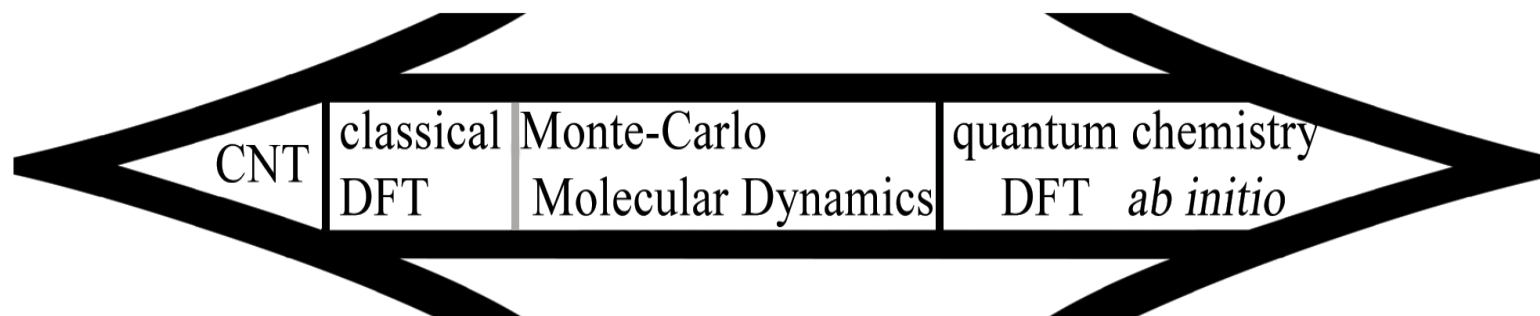 CNT
classical
DFT
Monte-Carlo
Molecular Dynamics
quantum chemistry
DFT ab initio